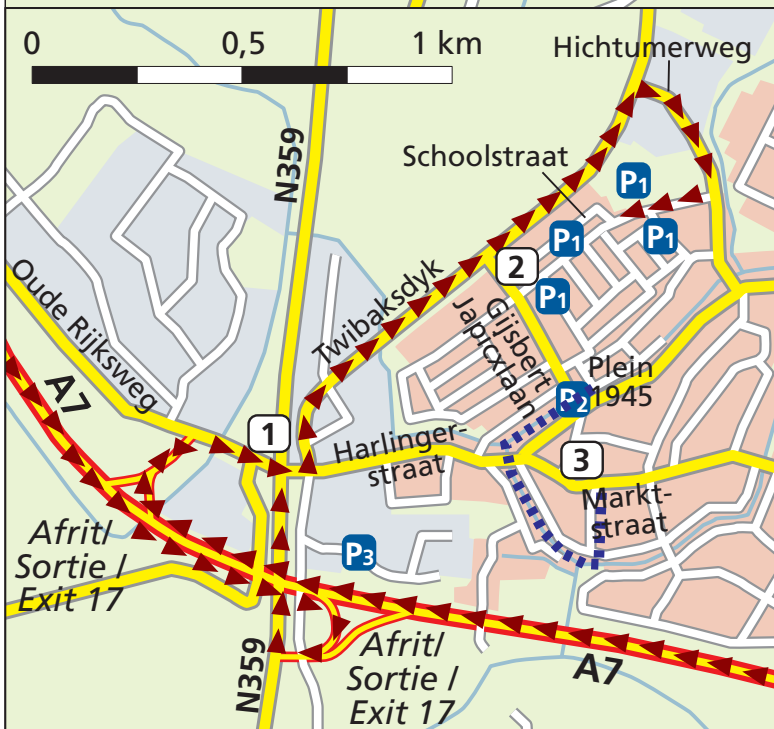 0 0,5 1 km
Hichtumerweg
N359
Schoolstraat
P1
P1
P1
2
P1
Oude Rijksweg
Twibaksdyk
Gijsbert
Japicxlaan
Plein
1945
A7
P2
1
Harlinger-
straat
3
Markt-
straat
Afrit/
Sortie /
Exit 17
P3
N359
Afrit/
Sortie /
Exit 17
A7